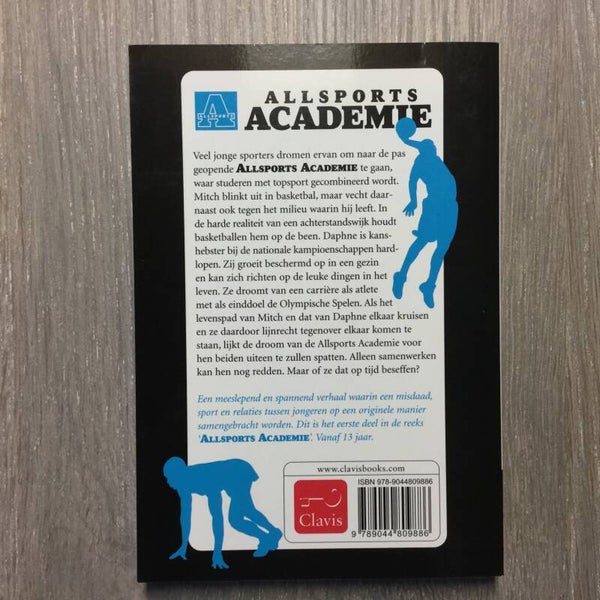 ALLSPORTS
ACADEMIE
A
ALLSPORTS
Veel jonge sporters dromen ervan om naar de pas
geopende ALLSPORTS ACADEMIE te gaan,
waar studeren met topsport gecombineerd wordt.
Mitch blinkt uit in basketbal, maar vecht daar-
naast ook tegen het milieu waarin hij leeft. In
de harde realiteit van een achterstandswijk houdt
basketballen hem op de been. Daphne is kans-
hebster bij de nationale kampioenschappen hard-
lopen. Zij groeit beschermd op in een gezin
en kan zich richten op de leuke dingen in het
leven. Ze droomt van een carrière als atlete
met als einddoel de Olympische Spelen. Als het
levenspad van Mitch en dat van Daphne elkaar kruisen
en ze daardoor lijnrecht tegenover elkaar komen te
staan, lijkt de droom van de Allsports Academie voor
hen beiden uiteen te zullen spatten. Alleen samenwerken
kan hen nog redden. Maar of ze dat op tijd beseffen?
Een meeslepend en spannend verhaal waarin een misdaad,
sport en relaties tussen jongeren op een originele manier
samengebracht worden. Dit is het eerste deel in de reeks
'ALLSPORTS ACADEMIE'. Vanaf 13 jaar.
www.clavisbooks.com
ISBN 978-9044809886
Clavis
9 789044 809886